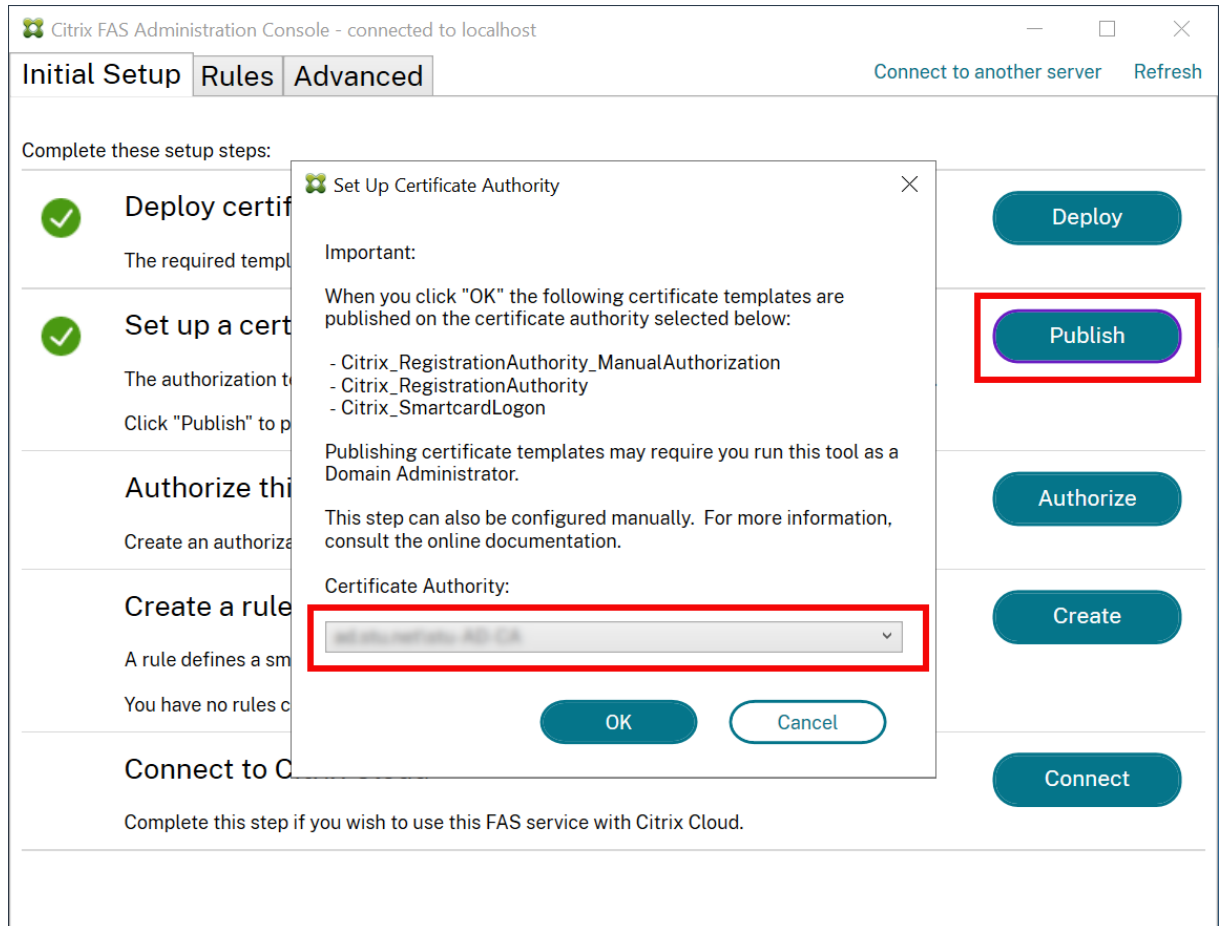 Citrix FAS Administration Console - connected to localhost
Initial Setup Rules Advanced Connect to another server Refresh
Complete these setup steps:
Deploy certif
The required templ
Deploy
Set up a cert
The authorization t
Click "Publish" to p
Publish
Authorize thi
Create an authoriza
Authorize
Create a rule
A rule defines a sm
You have no rules c
Create
Connect to C
Complete this step if you wish to use this FAS service with Citrix Cloud.
Connect
Set Up Certificate Authority
Important:
When you click "OK" the following certificate templates are
published on the certificate authority selected below:
- Citrix_RegistrationAuthority_ManualAuthorization
- Citrix_RegistrationAuthority
- Citrix_SmartcardLogon
Publishing certificate templates may require you run this tool as a
Domain Administrator.
This step can also be configured manually. For more information,
consult the online documentation.
Certificate Authority:
OK Cancel